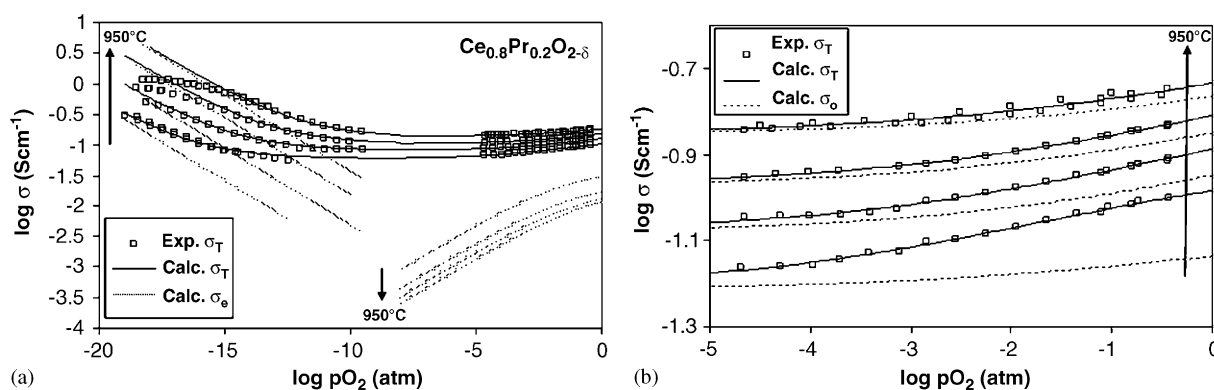 950°C
Ce0.8Pr0.2O2-δ
1
0.5
0
-0.5
-1
-1.5
-2
-2.5
-3
-3.5
-4
log σ (Scm-1)
Exp. σT
Calc. σT
Calc. σe
950°C
-20
-15
-10
-5
0
log pO2 (atm)
(a)
Exp. σT
Calc. σT
Calc. σo
950°C
-0.7
-0.9
-1.1
-1.3
log σ (Scm-1)
-5
-4
-3
-2
-1
0
log pO2 (atm)
(b)